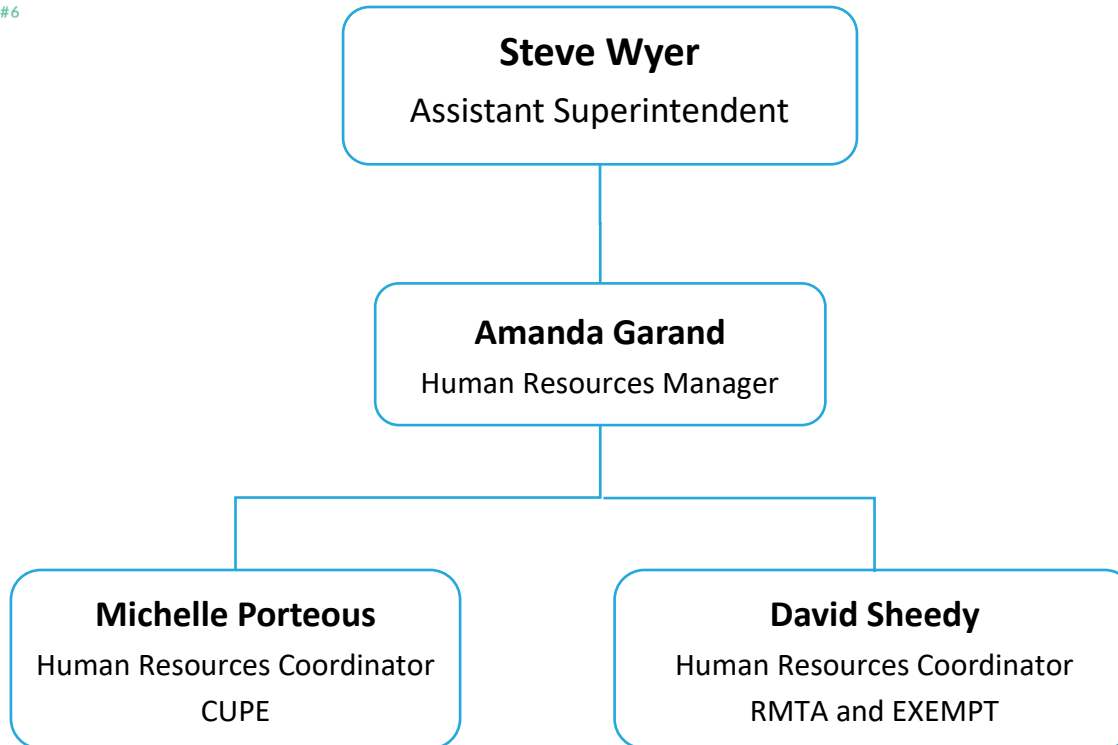 #6
Steve Wyer
Assistant Superintendent
Amanda Garand
Human Resources Manager
Michelle Porteous
Human Resources Coordinator
CUPE
David Sheedy
Human Resources Coordinator
RMTA and EXEMPT